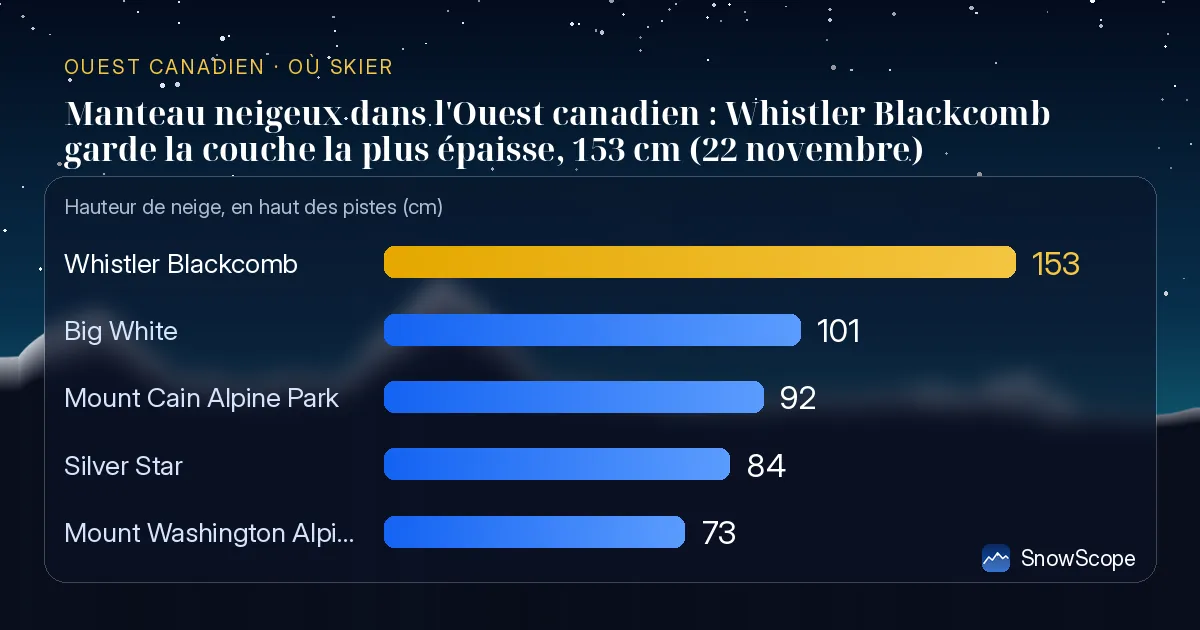 OUEST CANADIEN · OÙ SKIER
Manteau neigeux dans l'Ouest canadien : Whistler Blackcomb
garde la couche la plus épaisse, 153 cm (22 novembre)
Hauteur de neige, en haut des pistes (cm)
Whistler Blackcomb 153
Big White 101
Mount Cain Alpine Park 92
Silver Star 84
Mount Washington Alpi... 73
SnowScope